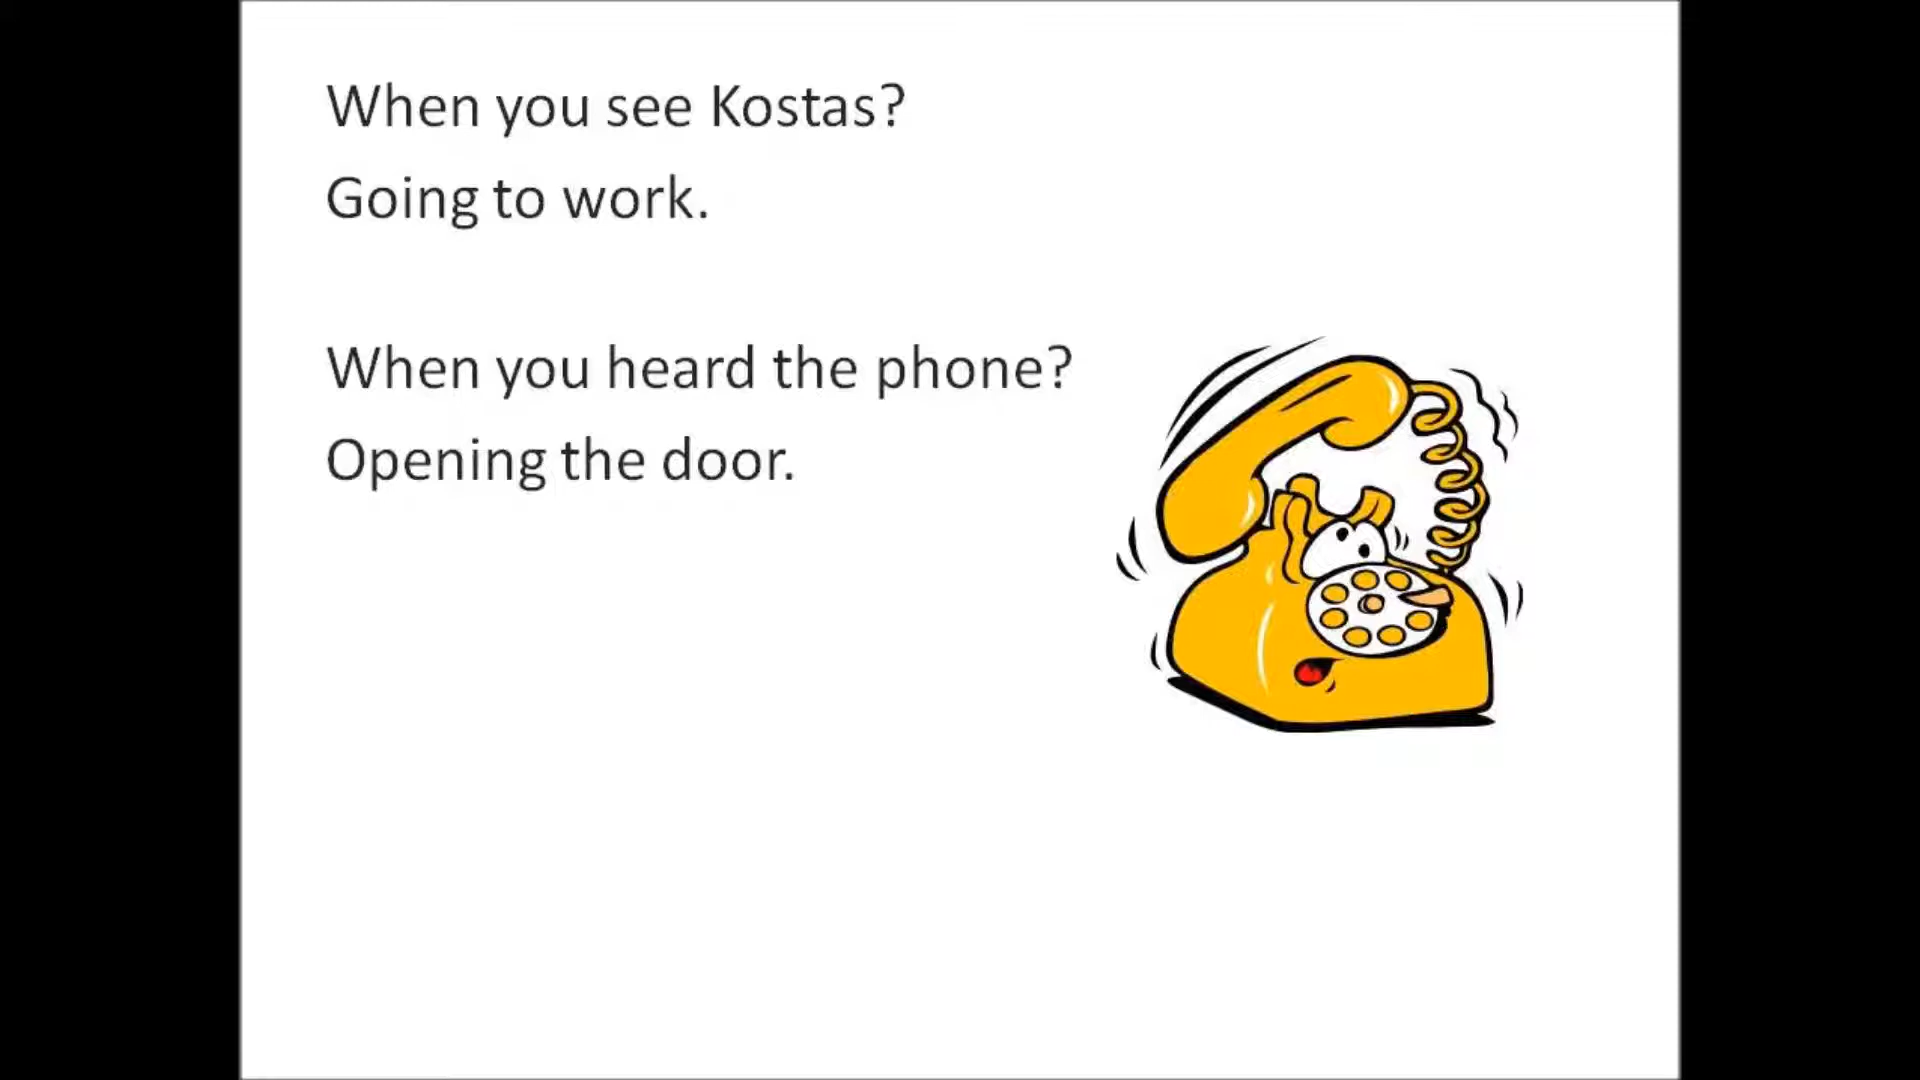 When you see Kostas?
Going to work.
When you heard the phone?
Opening the door.